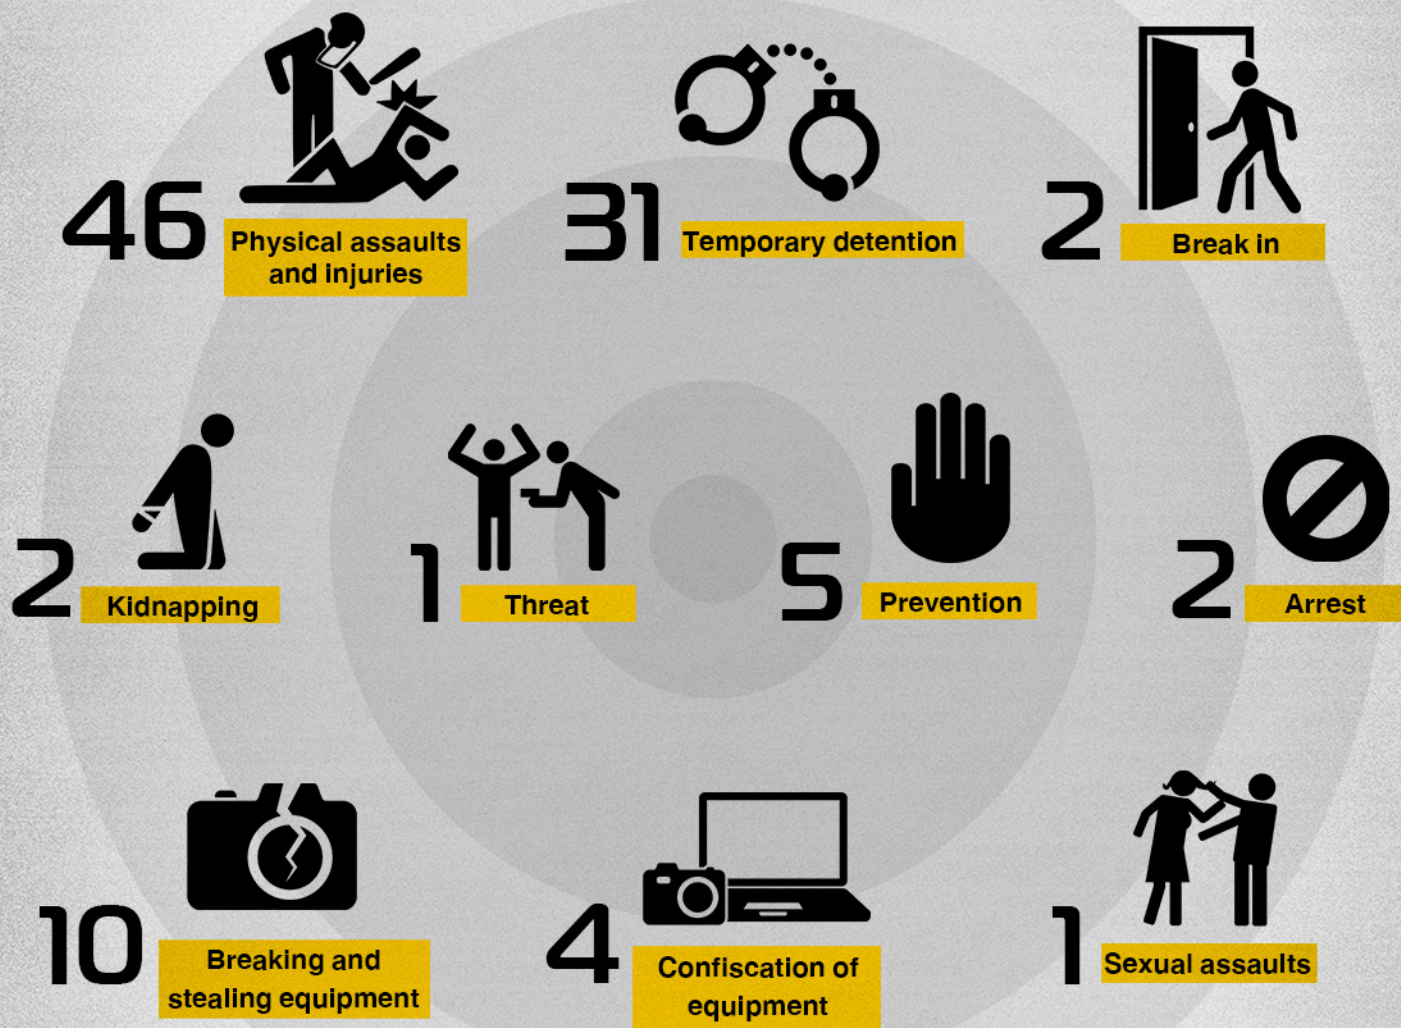 46
Physical assaults
and injuries
31
Temporary detention
2
Break in
2
Kidnapping
1
Threat
5
Prevention
2
Arrest
10
Breaking and
stealing equipment
4
Confiscation of
equipment
1
Sexual assaults